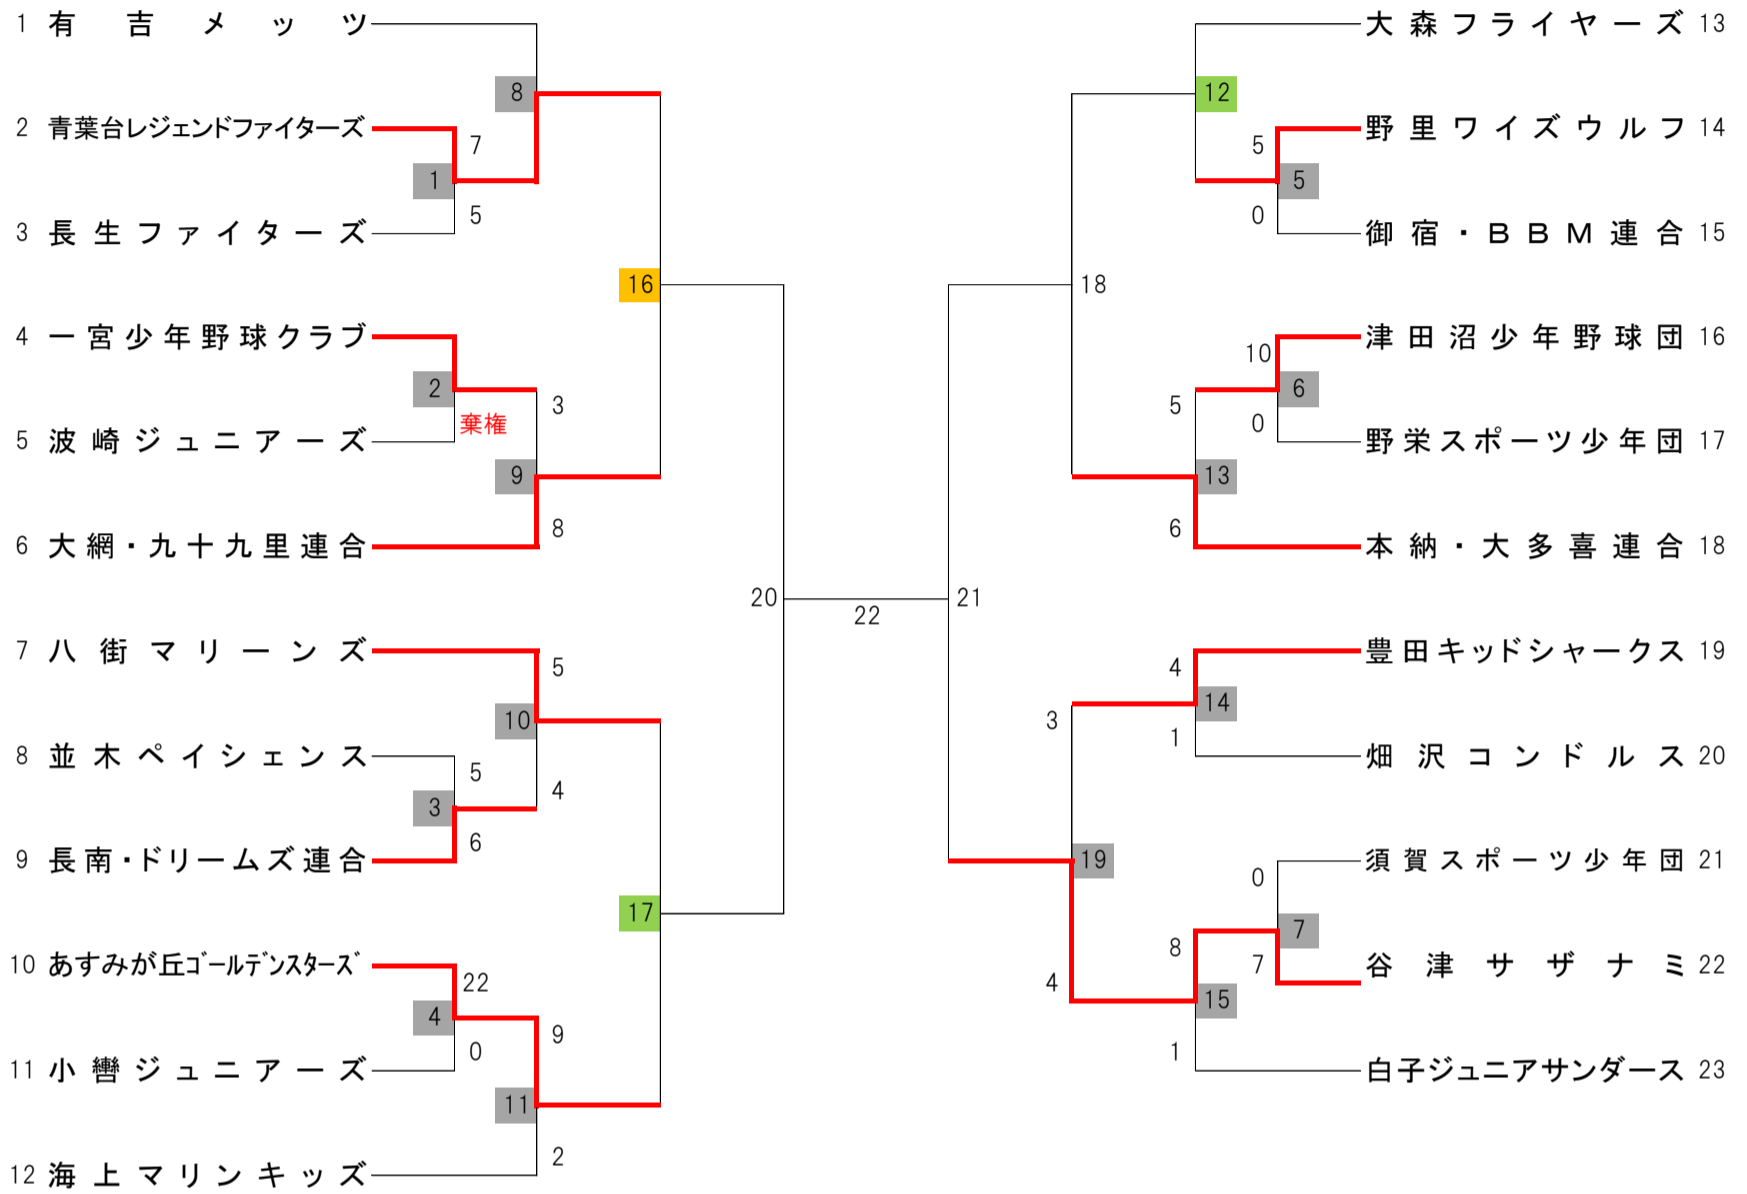 1 有吉メッツ
大森フライヤーズ 13
8
12
2 青葉台レジェンドファイターズ
7
5
野里ワイズウルフ 14
1
5
5
0
3 長生ファイターズ
御宿・BBM連合 15
16
18
4 一宮少年野球クラブ
10
津田沼少年野球団 16
2
3
5
6
棄権
0
5 波崎ジュニアーズ
野栄スポーツ少年団 17
9
13
8
6
6 大網・九十九里連合
本納・大多喜連合 18
20
22
21
7 八街マリーンズ
5
4
豊田キッドシャークス 19
10
3
14
1
8 並木ペイシェンス
5
畑沢コンドルス 20
3
4
6
9 長南・ドリームズ連合
19
0
須賀スポーツ少年団 21
17
7
8
10 あすみが丘ゴールデンスターズ
22
7
谷津サザナミ 22
4
9
4
15
0
1
11 小轡ジュニアーズ
白子ジュニアサンダース 23
11
2
12 海上マリンキッズ